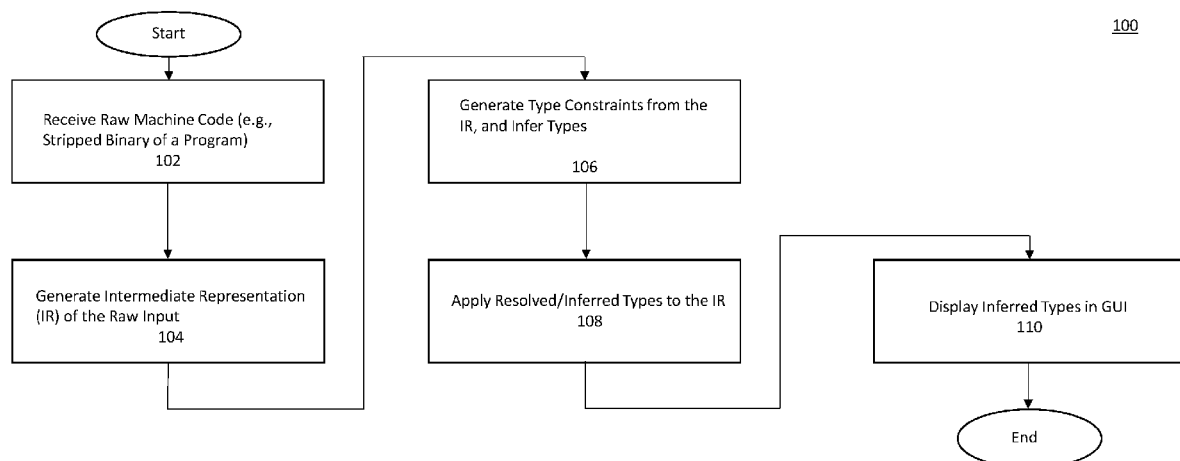 Start
100
Receive Raw Machine Code (e.g.,
Stripped Binary of a Program)
102
Generate Intermediate Representation
(IR) of the Raw Input
104
Generate Type Constraints from the
IR, and Infer Types
106
Apply Resolved/Inferred Types to the IR
108
Display Inferred Types in GUI
110
End